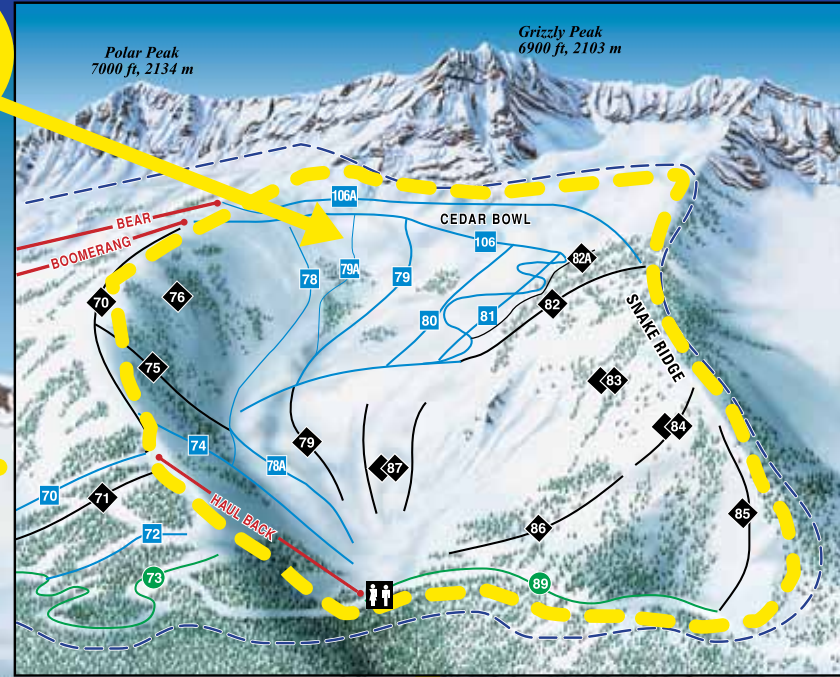 Polar Peak
7000 ft, 2134 m
Grizzly Peak
6900 ft, 2103 m
106A
BEAR
CEDAR BOWL
BOOMERANG
106
82A
79A
78
79
70
76
82
80
81
SNAKE RIDGE
75
83
84
74
79
78A
87
70
71
HAUL BACK
85
86
72
73
89